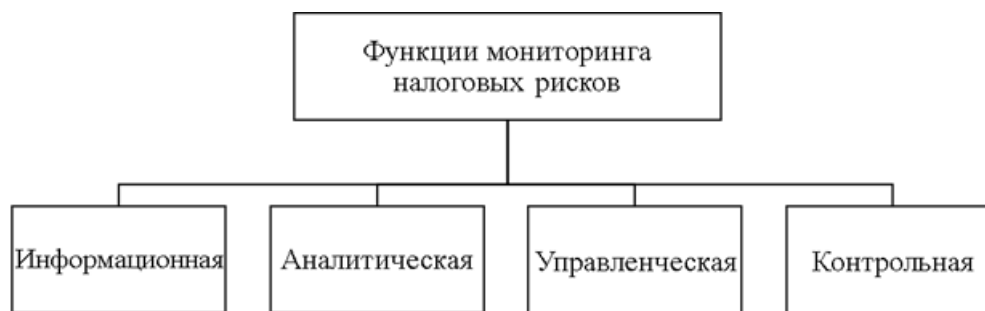 Функции мониторинга
налоговых рисков
Информационная
Аналитическая
Управленческая
Контрольная